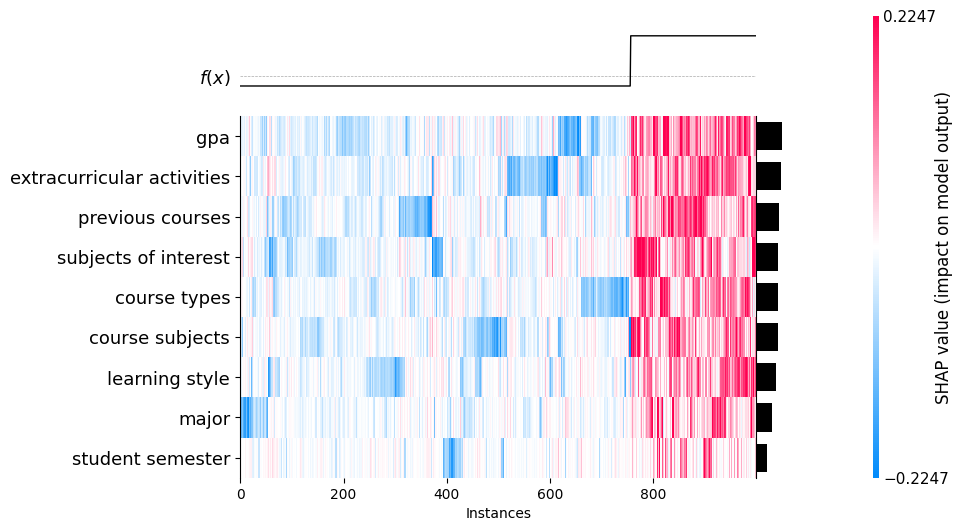 0.2247
f(x)
gpa
extracurricular activities
previous courses
subjects of interest
course types
course subjects
learning style
major
student semester
0
200
400
600
800
Instances
−0.2247
SHAP value (impact on model output)